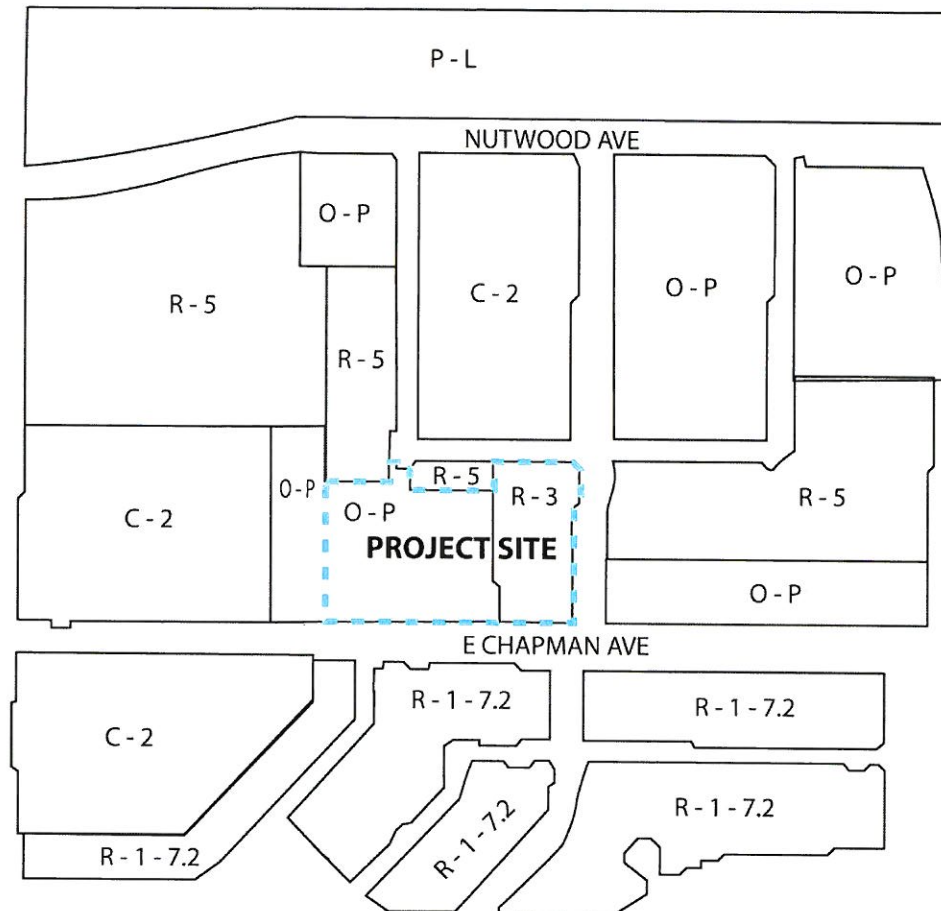 P - L
NUTWOOD AVE
O - P
R - 5
R - 5
C - 2
O - P
O - P
C - 2
O - P
O - P
R - 5
R - 3
PROJECT SITE
R - 5
O - P
E CHAPMAN AVE
C - 2
R - 1 - 7.2
R - 1 - 7.2
R - 1 - 7.2
R - 1 - 7.2
R - 1 - 7.2